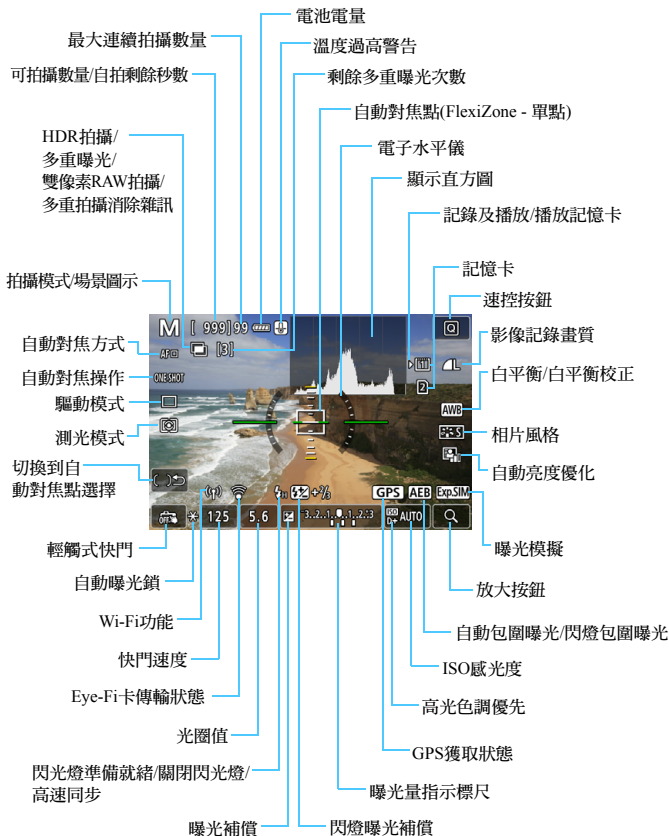 電池電量
最大連續拍攝數量
溫度過高警告
可拍攝數量/自拍剩餘秒數
剩餘多重曝光次數
自動對焦點(FlexiZone - 單點)
HDR拍攝/
多重曝光/
雙像素RAW拍攝/
多重拍攝消除雜訊
電子水平儀
顯示直方圖
記錄及播放/播放記憶卡
記憶卡
拍攝模式/場景圖示
速控按鈕
M [ 999] 99
Q
[3]
自動對焦方式
AF
影像記錄畫質
L
自動對焦操作
ONE SHOT
2
白平衡/白平衡校正
AWB
驅動模式
測光模式
相片風格
S
切換到自
動對焦點選擇
自動亮度優化
H +⅔ GPS AEB Exp.SIM
輕觸式快門
OFF
125 5.6 -3..2..1..0..1..2..:3 ISO D+ AUTO
曝光模擬
自動曝光鎖
放大按鈕
Wi-Fi功能
自動包圍曝光/閃燈包圍曝光
快門速度
ISO感光度
Eye-Fi卡傳輸狀態
高光色調優先
光圈值
GPS獲取狀態
閃光燈準備就緒/關閉閃光燈/
高速同步
曝光量指示標尺
曝光補償
閃燈曝光補償